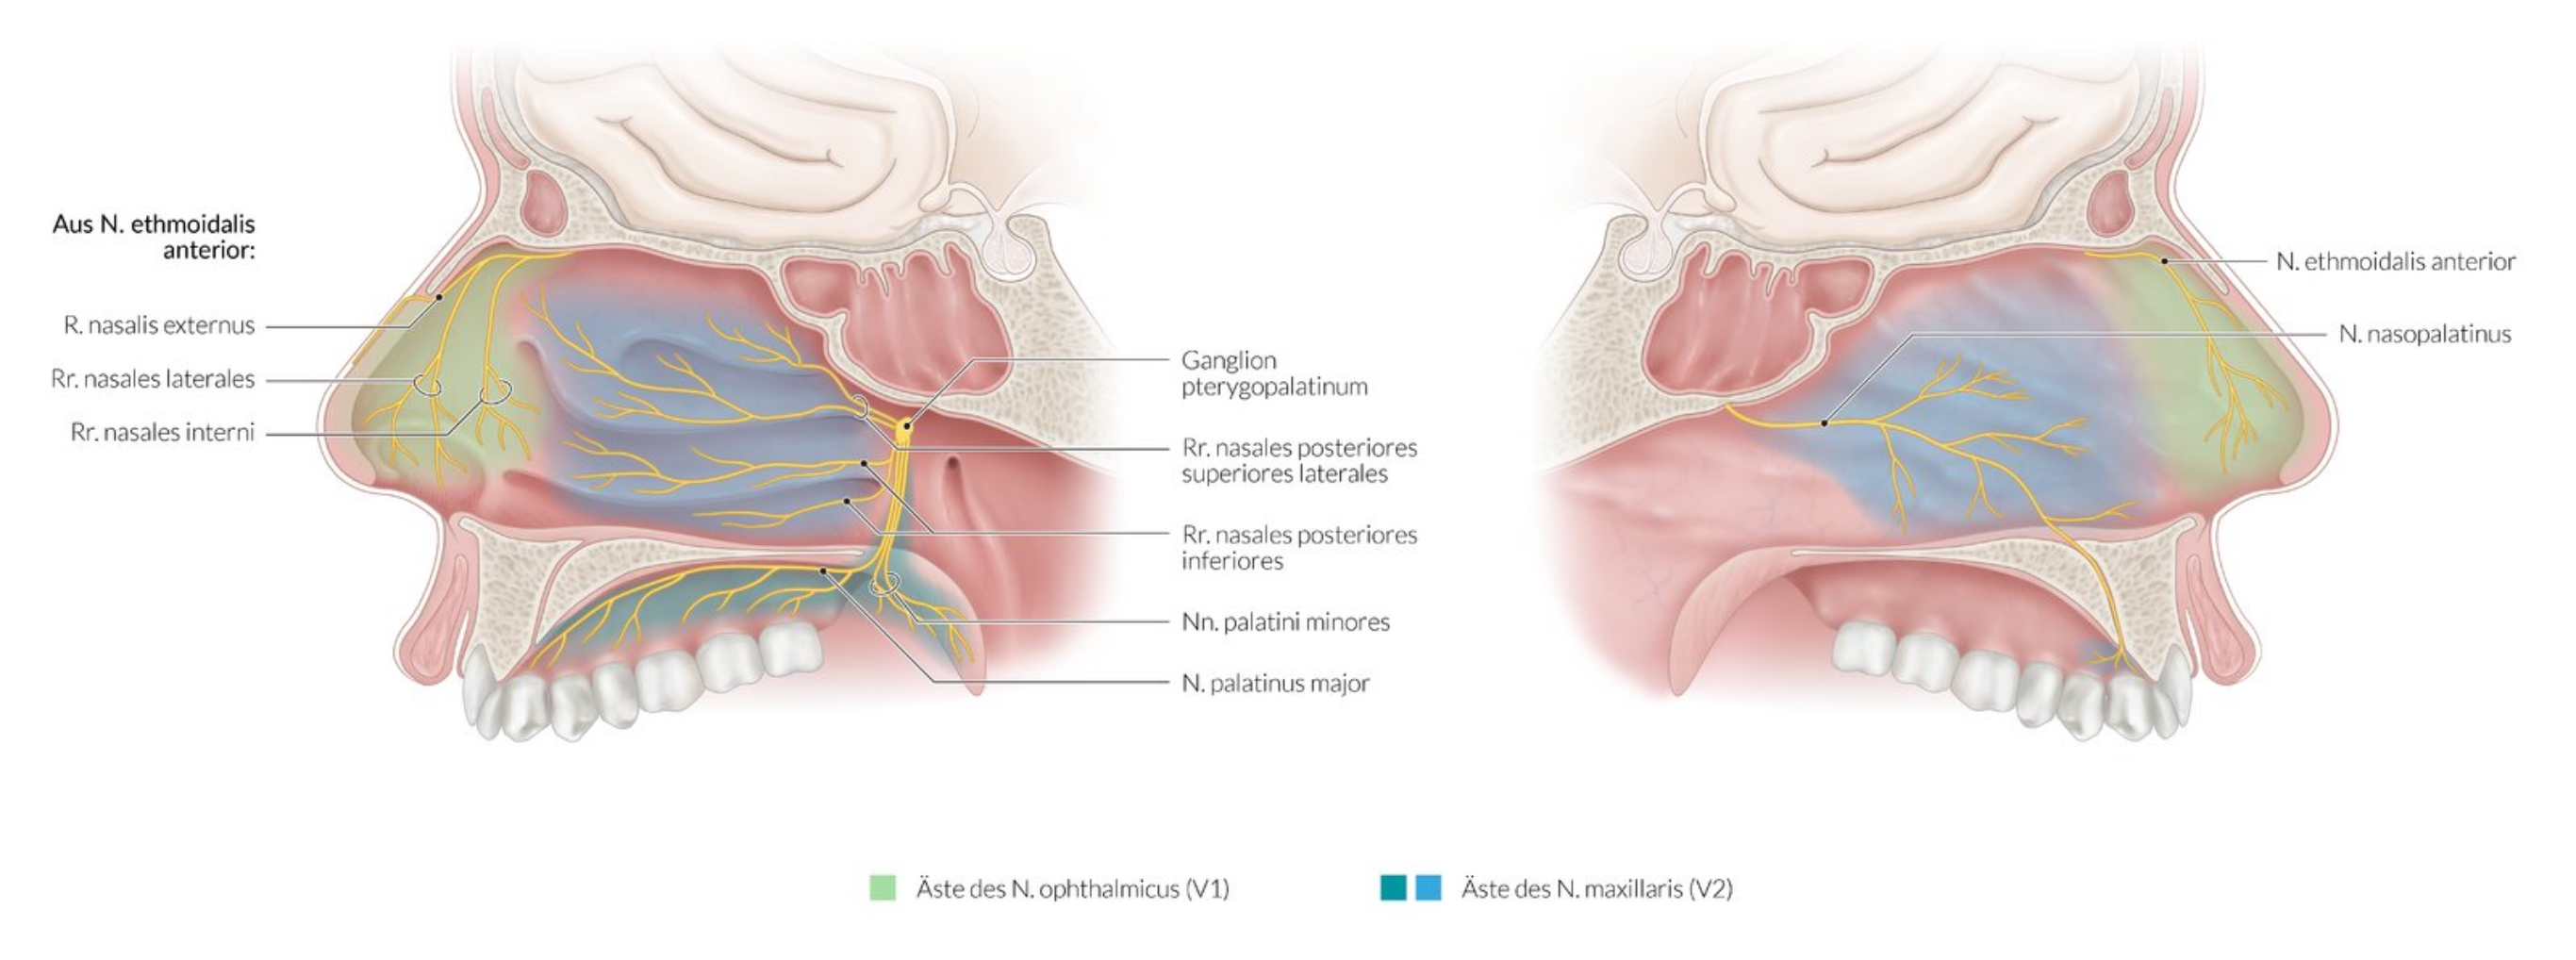 Aus N. ethmoidalis
anterior:
R. nasalis externus
Rr. nasales laterales
Rr. nasales interni
Ganglion
pterygopalatinum
Rr. nasales posteriores
superiores laterales
Rr. nasales posteriores
inferiores
Nn. palatini minores
N. palatinus major
N. ethmoidalis anterior
N. nasopalatinus
Äste des N. ophthalmicus (V1)
Äste des N. maxillaris (V2)